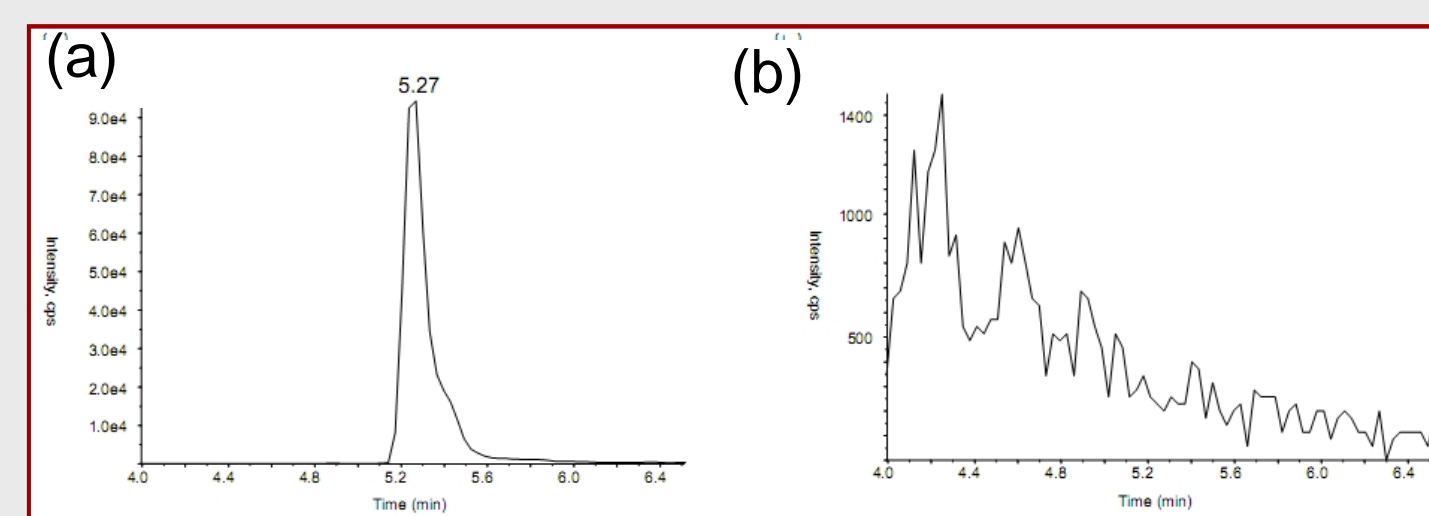 (a)
5.27
9.0e4
8.0e4
7.0e4
6.0e4
5.0e4
4.0e4
3.0e4
2.0e4
1.0e4
Intensity, cps
4.0 4.4 4.8 5.2 5.6 6.0 6.4
Time (min)
(b)
1400
1000
500
Intensity, cps
4.0 4.4 4.8 5.2 5.6 6.0 6.4
Time (min)